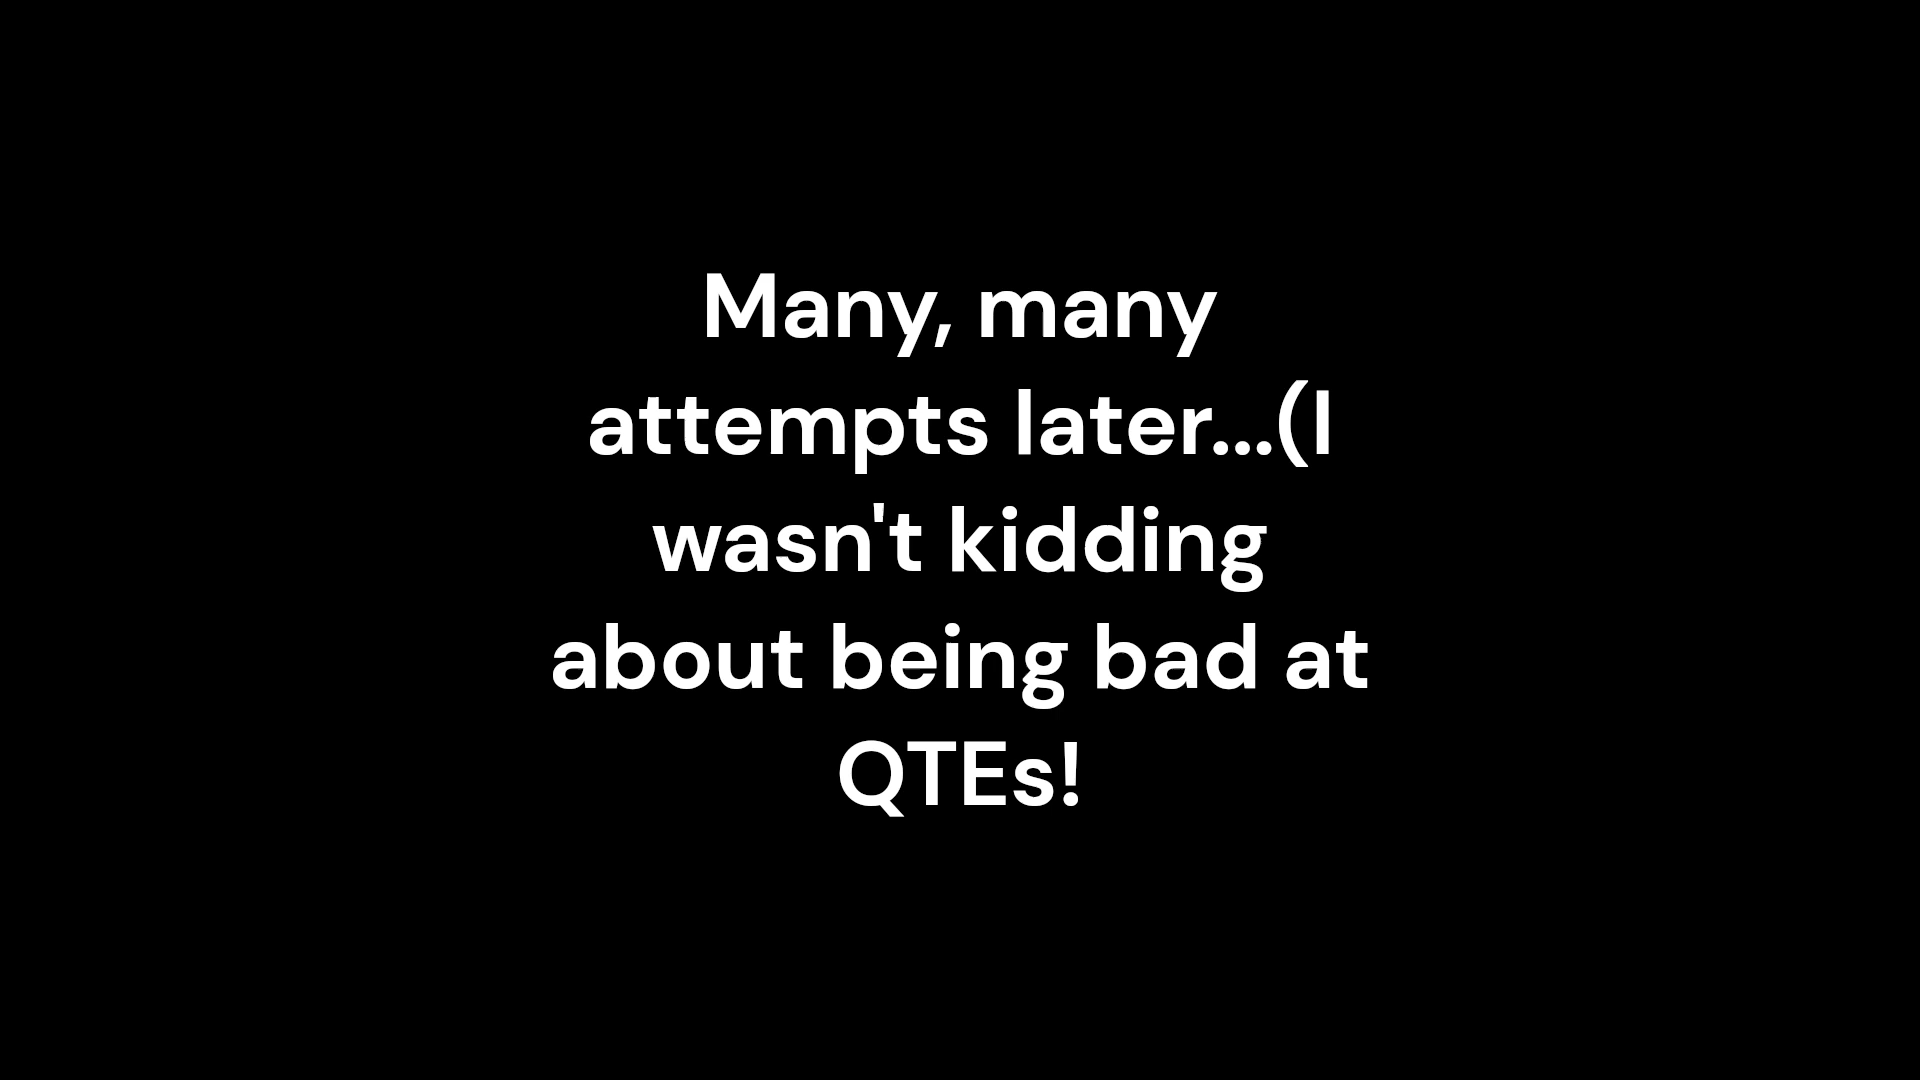 Many, many
attempts later...(I
wasn't kidding
about being bad at
QTEs!